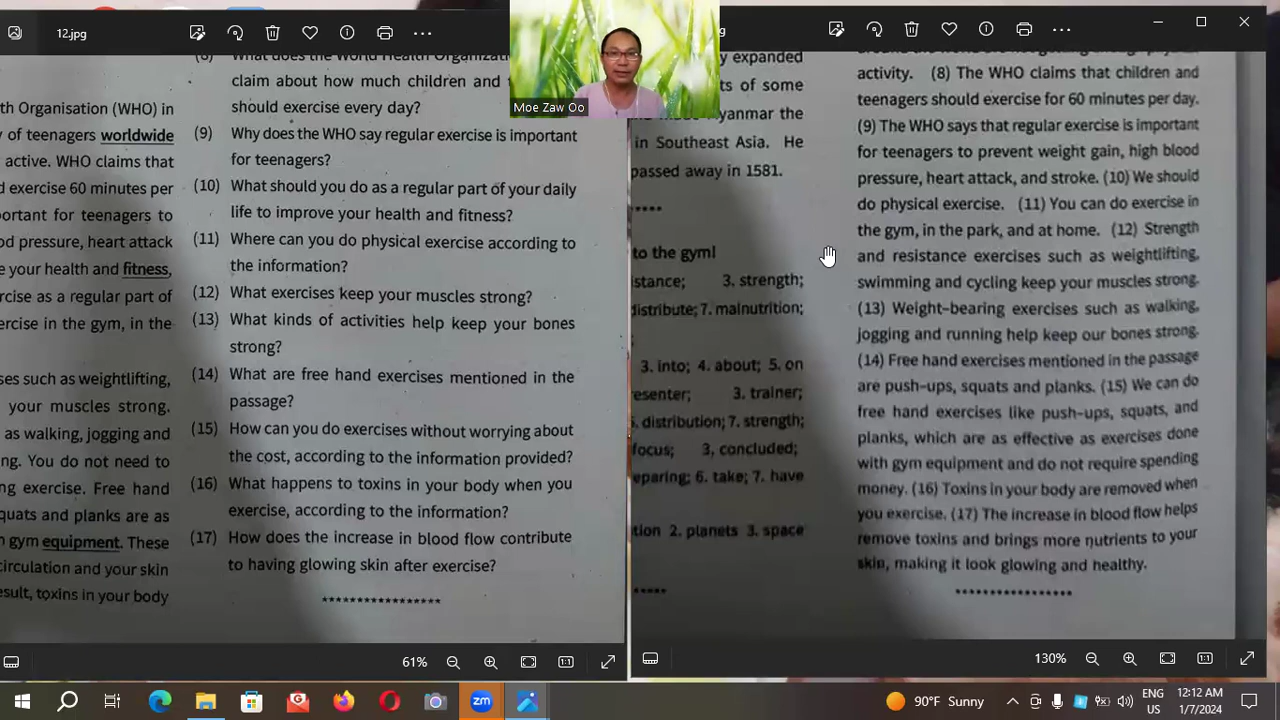 12.jpg
(8) What does the World Health Organizat
claim about how much children and
should exercise every day?
(9) Why does the WHO say regular exercise is important
for teenagers?
(10) What should you do as a regular part of your daily
life to improve your health and fitness?
(11) Where can you do physical exercise according to
the information?
(12) What exercises keep your muscles strong?
(13) What kinds of activities help keep your bones
strong?
(14) What are free hand exercises mentioned in the
passage?
(15) How can you do exercises without worrying about
the cost, according to the information provided?
(16) What happens to toxins in your body when you
exercise, according to the information?
(17) How does the increase in blood flow contribute
to having glowing skin after exercise?
******************
th Organisation (WHO) in
y of teenagers worldwide
active. WHO claims that
d exercise 60 minutes per
portant for teenagers to
od pressure, heart attack
e your health and fitness,
rcise as a regular part of
ercise in the gym, in the
ses such as weightlifting,
your muscles strong.
as walking, jogging and
ng. You do not need to
ng exercise. Free hand
quats and planks are as
n gym equipment. These
circulation and your skin
esult, toxins in your body
61%
1:1
Moe Zaw Oo
y expanded
ts of some
yanmar the
in Southeast Asia. He
passed away in 1581.
*****
to the gym!
istance; 3. strength;
distribute; 7. malnutrition;
3. into; 4. about; 5. on
resenter; 3. trainer;
distribution; 7. strength;
focus; 3, concluded;
eparing; 6. take; 7. have
tion 2. planets 3. space
*****
activity. (8) The WHO claims that children and
teenagers should exercise for 60 minutes per day.
(9) The WHO says that regular exercise is important
for teenagers to prevent weight gain, high blood
pressure, heart attack, and stroke. (10) We should
do physical exercise. (11) You can do exercise in
the gym, in the park, and at home. (12) Strength
and resistance exercises such as weightlifting,
swimming and cycling keep your muscles strong.
(13) Weight-bearing exercises such as walking,
jogging and running help keep our bones strong.
(14) Free hand exercises mentioned in the passage
are push-ups, squats and planks. (15) We can do
free hand exercises like push-ups, squats, and
planks, which are as effective as exercises done
with gym equipment and do not require spending
money. (16) Toxins in your body are removed when
you exercise. (17) The increase in blood flow helps
remove toxins and brings more nutrients to your
skin, making it look glowing and healthy.
******************
130%
1:1
zm
90°F Sunny
ENG
US
12:12 AM
1/7/2024